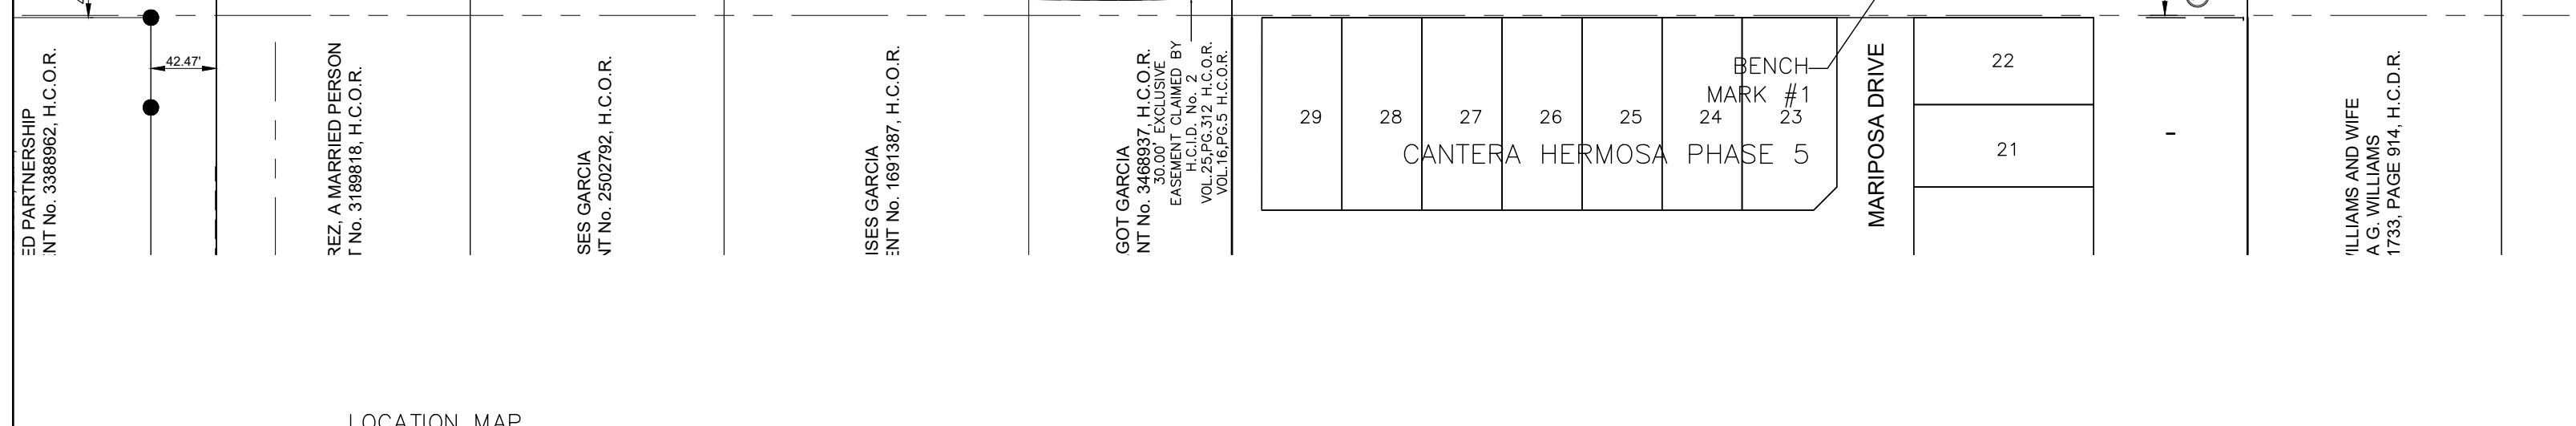 42.47'
ED PARTNERSHIP
NT No. 3388962, H.C.O.R.
REZ, A MARRIED PERSON
T No. 3189818, H.C.O.R.
SES GARCIA
NT No. 2502792, H.C.O.R.
ISES GARCIA
ENT No. 1691387, H.C.O.R.
GOT GARCIA
NT No. 3468937, H.C.O.R.
30.00' EXCLUSIVE
EASEMENT CLAIMED BY
H.C.I.D. No. 2
VOL.25,PG.312 H.C.O.R.
VOL.16,PG.5 H.C.O.R.
BENCH
MARK #1
29 28 27 26 25 24 23
CANTERA HERMOSA PHASE 5
MARIPOSA DRIVE
22
21
ILLIAMS AND WIFE
A G. WILLIAMS
1733, PAGE 914, H.C.D.R.
LOCATION MAP